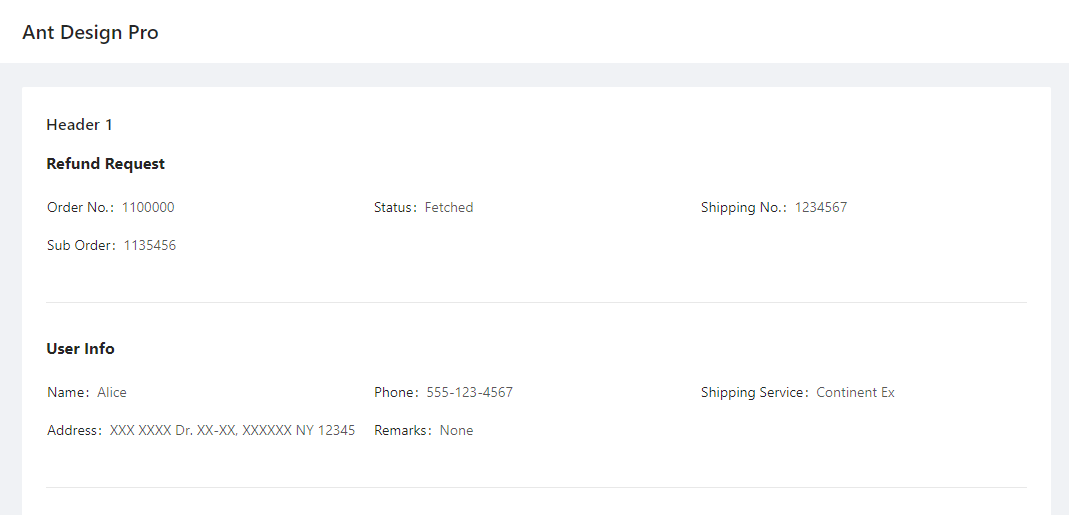 Ant Design Pro
Header 1
Refund Request
Order No.: 1100000 Status: Fetched Shipping No.: 1234567
Sub Order: 1135456
User Info
Name: Alice Phone: 555-123-4567 Shipping Service: Continent Ex
Address: XXX XXXX Dr. XX-XX, XXXXXX NY 12345 Remarks: None